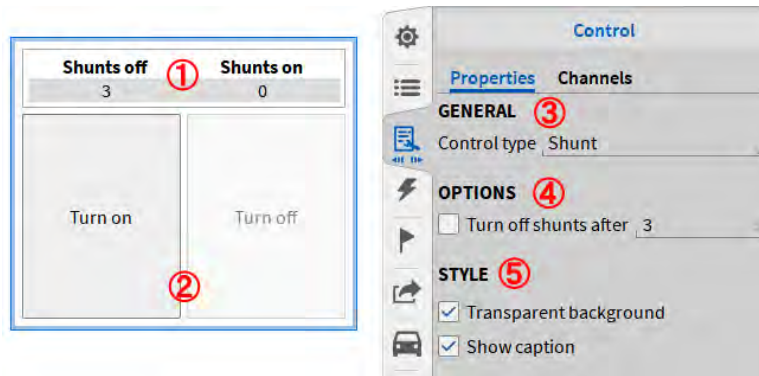 Shunts off ① Shunts on
3 0
Turn on Turn off
②
Control
Properties Channels
GENERAL ③
Control type Shunt
OPTIONS ④
Turn off shunts after 3
STYLE ⑤
Transparent background
Show caption